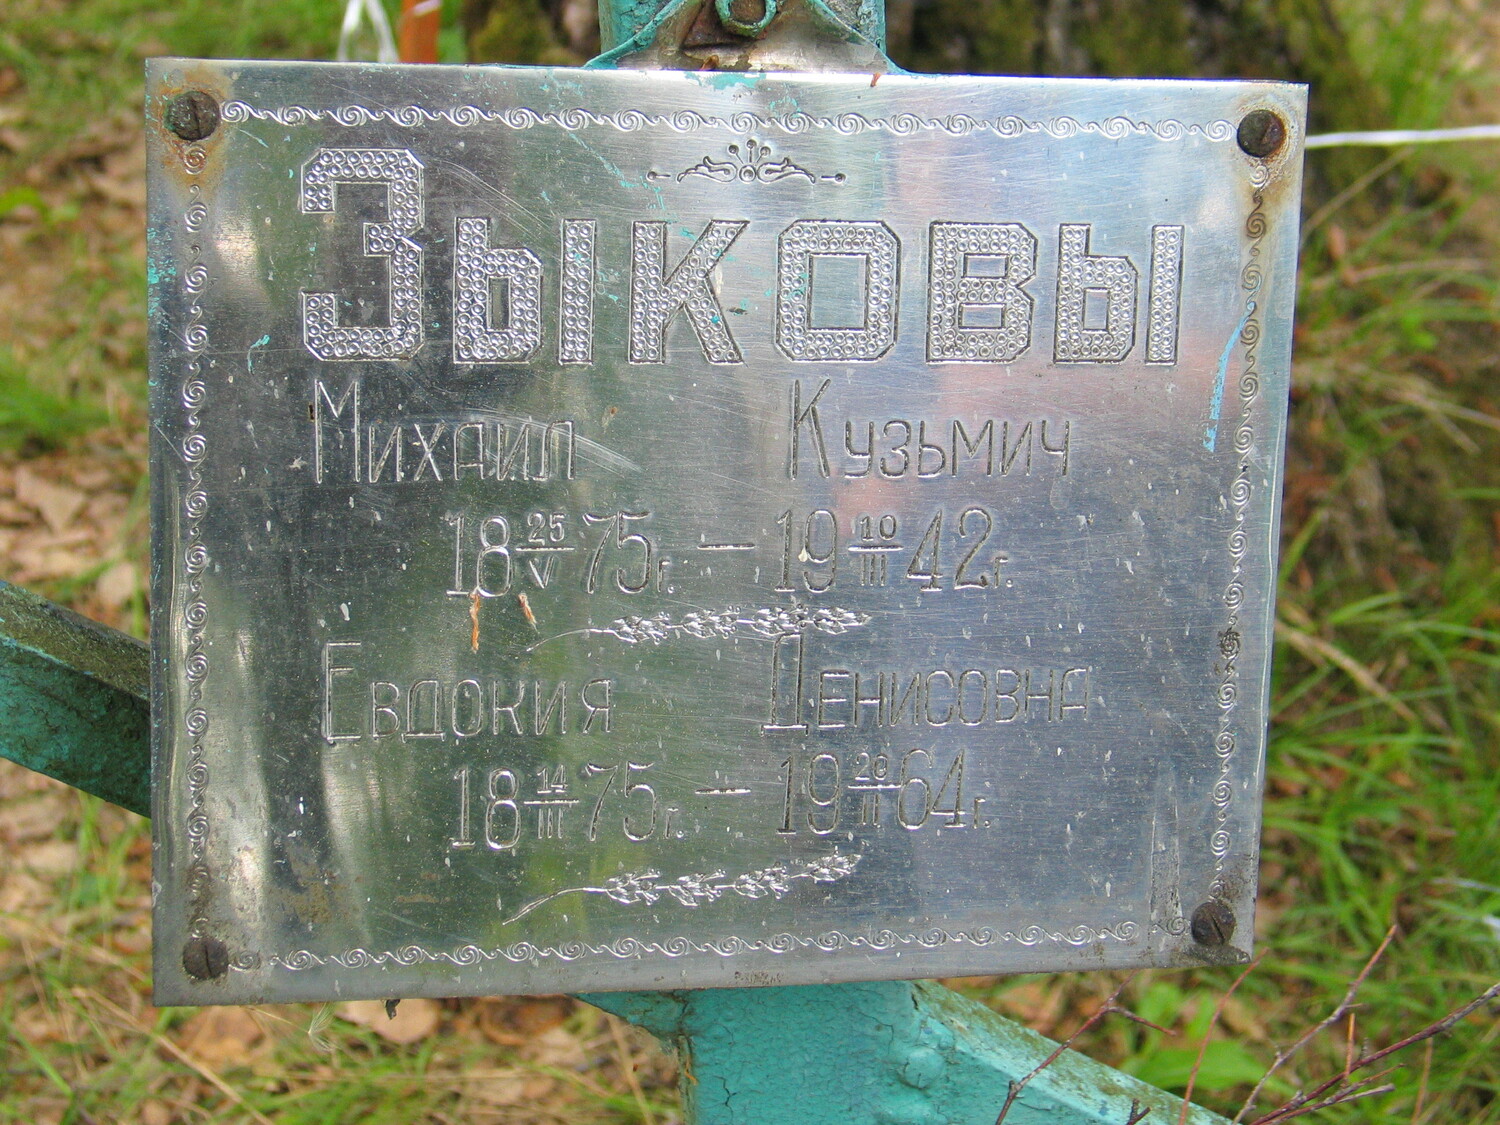 Зыковы
Михаил Кузьмич
18 25/V 75г. — 19 10/III 42г.
Евдокия Денисовна
18 14/III 75г. — 19 20/II 64г.